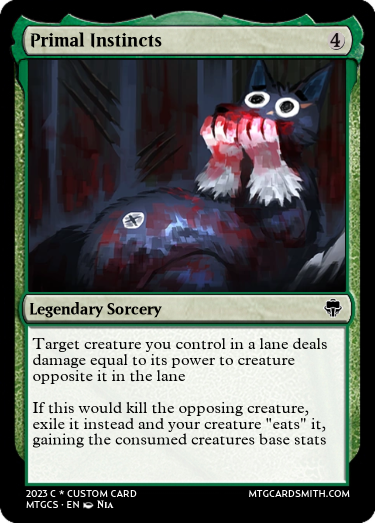 Primal Instincts 4
Legendary Sorcery
Target creature you control in a lane deals
damage equal to its power to creature
opposite it in the lane
If this would kill the opposing creature,
exile it instead and your creature "eats" it,
gaining the consumed creatures base stats
2023 C * CUSTOM CARD MTGCARDSMITH.COM
MTGCS · EN Nia